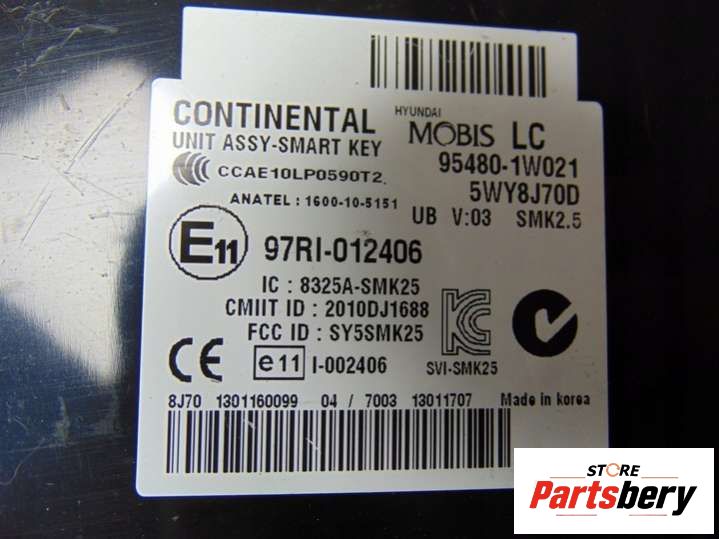 CONTINENTAL
HYUNDAI
MOBIS LC
UNIT ASSY-SMART KEY
95480-1W021
CCC
CCAE10LP0590T2.
5WY8J70D
ANATEL : 1600-10-5151
UB V:03 SMK2.5
E11 97RI-012406
IC : 8325A-SMK25
CMIIT ID : 2010DJ1688
FCC ID : SY5SMK25
KC
CE e11 I-002406
SVI-SMK25
8J70 1301160099 04 / 7003 13011707 Made in korea
STORE
Partsbery